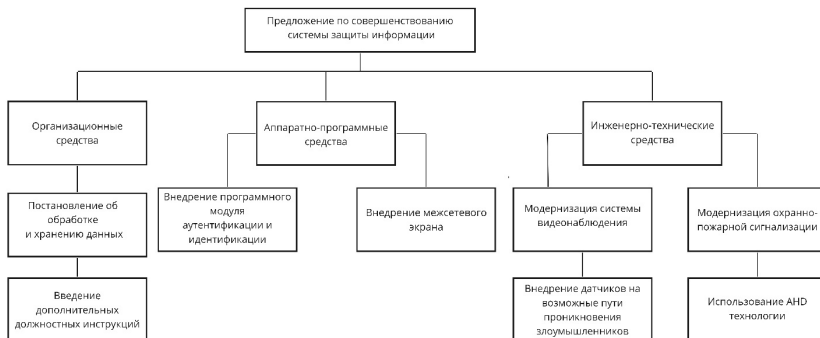 Предложение по совершенствованию
системы защиты информации
Организационные
средства
Аппаратно-программные
средства
Инженерно-технические
средства
Постановление об
обработке
и хранению данных
Внедрение программного
модуля
аутентификации и
идентификации
Внедрение межсетевого
экрана
Модернизация системы
видеонаблюдения
Модернизация охранно-
пожарной сигнализации
Введение
дополнительных
должностных инструкций
Внедрение датчиков на
возможные пути
проникновения
злоумышленников
Использование AHD
технологии